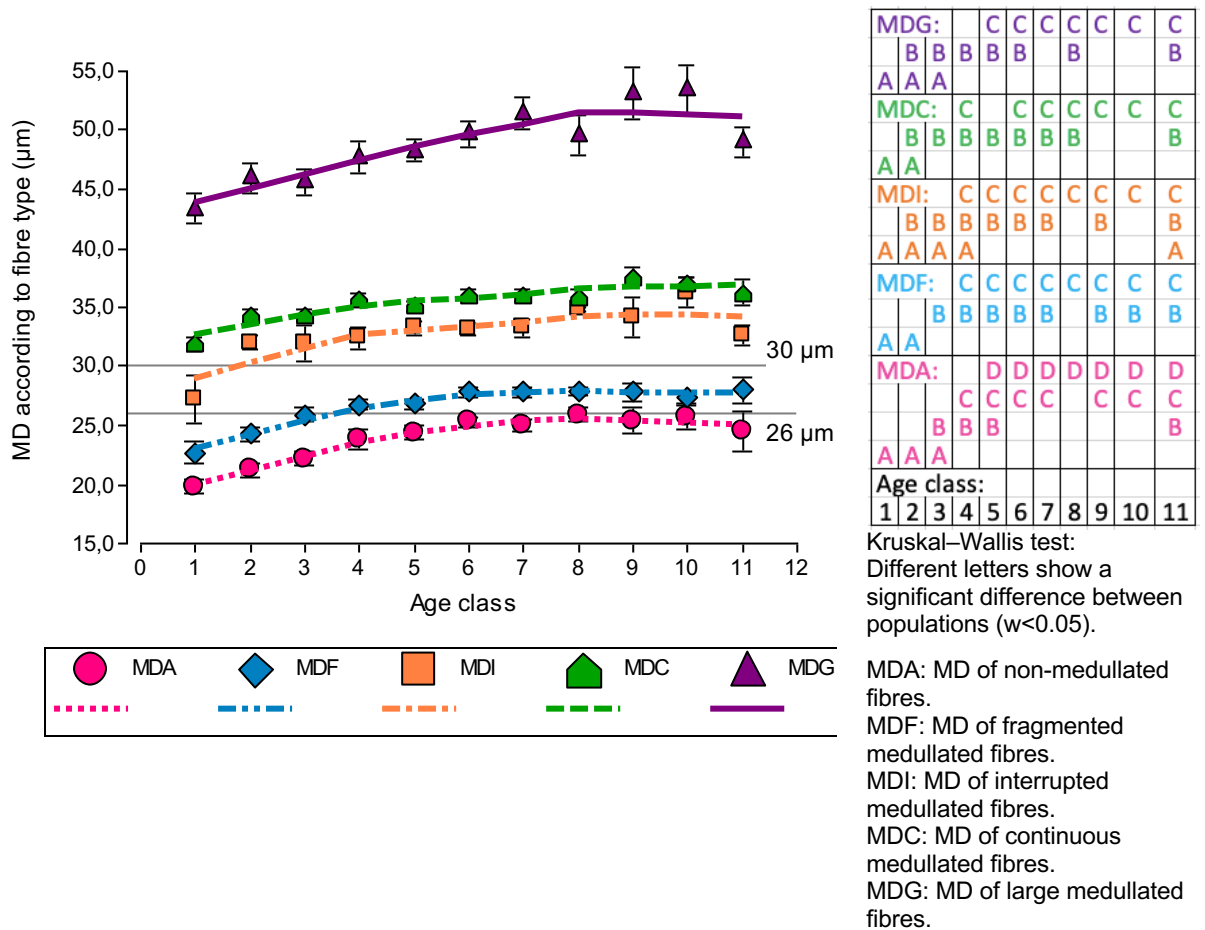 MD according to fibre type (µm)
55,0
50,0
45,0
40,0
35,0
30,0
25,0
20,0
15,0
30 µm
26 µm
0 1 2 3 4 5 6 7 8 9 10 11 12
Age class
MDA MDF MDI MDC MDG
MDG: C C C C C C C
B B B B B B B
A A A
MDC: C C C C C C C
B B B B B B B B
A A
MDI: C C C C C C C C
B B B B B B B B
A A A A A
MDF: C C C C C C C C
B B B B B B B B
A A
MDA: D D D D D D D
C C C C C C C
B B B B
A A A
Age class:
1 2 3 4 5 6 7 8 9 10 11
Kruskal–Wallis test:
Different letters show a
significant difference between
populations (w<0.05).
MDA: MD of non-medullated
fibres.
MDF: MD of fragmented
medullated fibres.
MDI: MD of interrupted
medullated fibres.
MDC: MD of continuous
medullated fibres.
MDG: MD of large medullated
fibres.